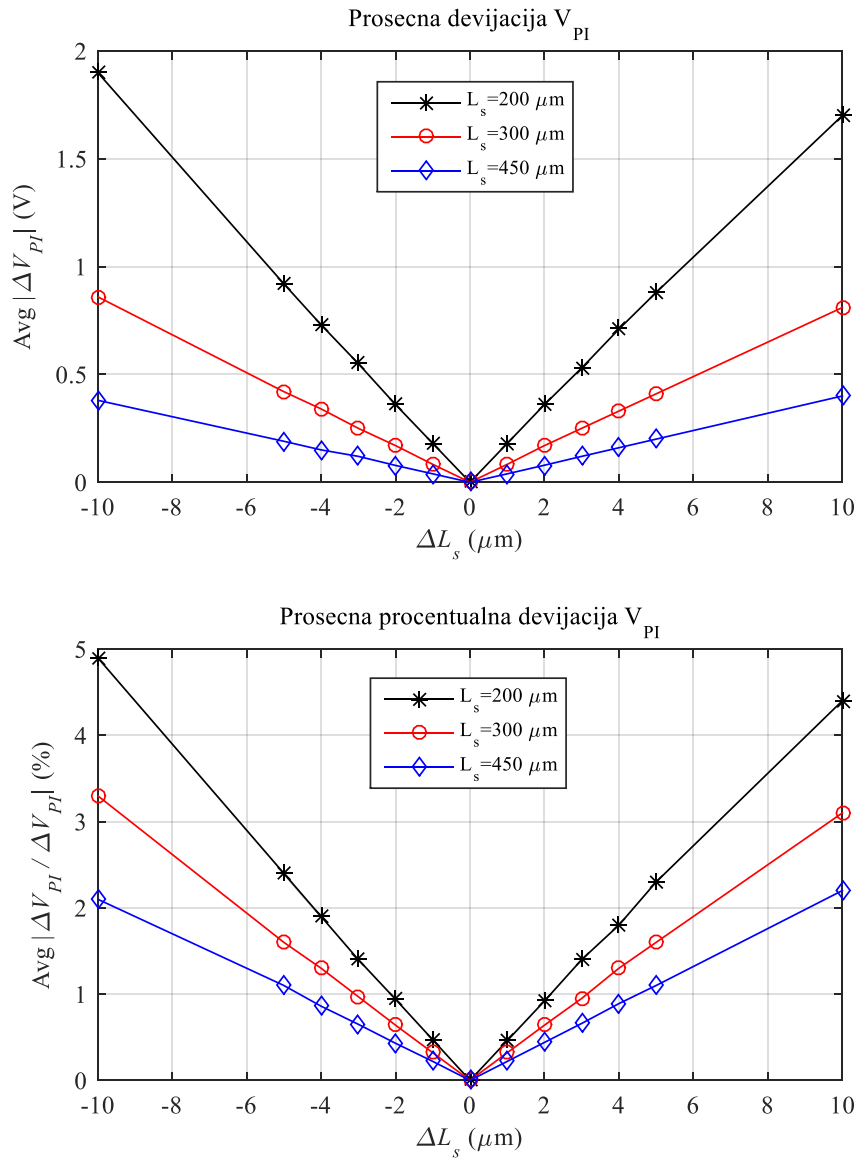 Prosecna devijacija V_PI
2
1.5
1
0.5
0
Avg |ΔV_PI| (V)
L_s=200 μm
L_s=300 μm
L_s=450 μm
-10 -8 -6 -4 -2 0 2 4 6 8 10
ΔL_s (μm)
Prosecna procentualna devijacija V_PI
5
4
3
2
1
0
Avg |ΔV_PI / ΔV_PI| (%)
L_s=200 μm
L_s=300 μm
L_s=450 μm
-10 -8 -6 -4 -2 0 2 4 6 8 10
ΔL_s (μm)